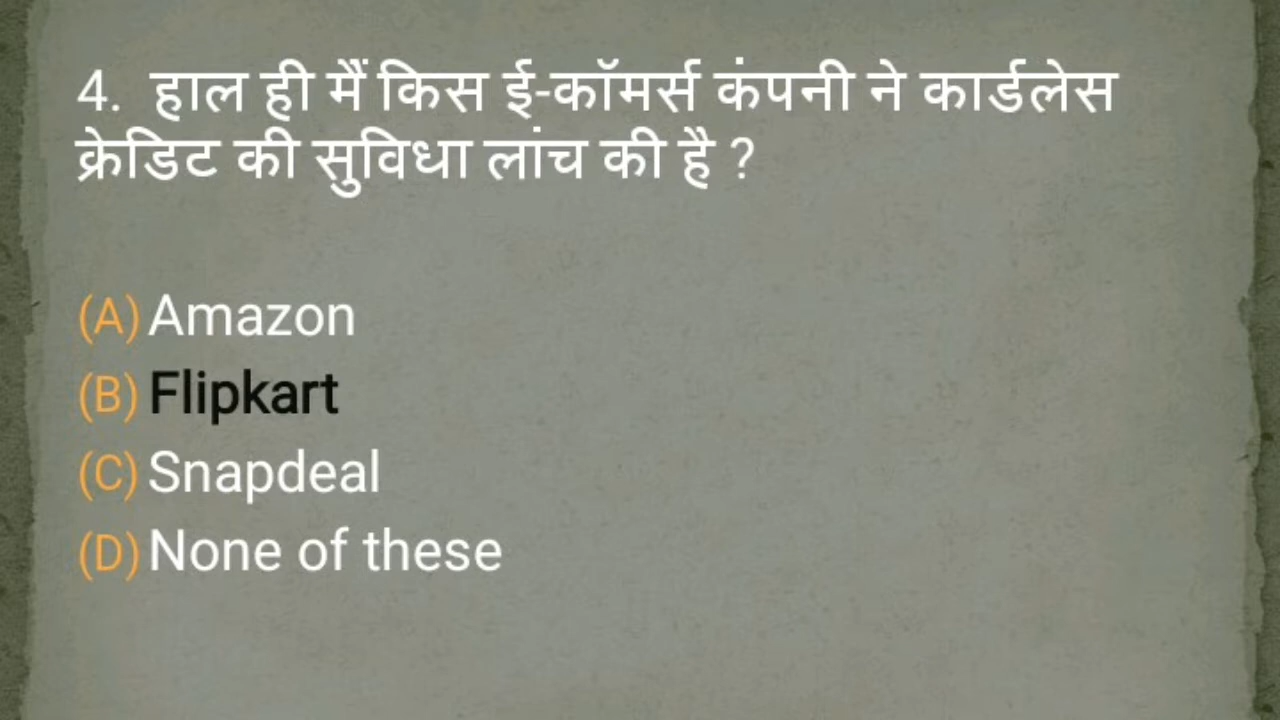 4. हाल ही मैं किस ई-कॉमर्स कंपनी ने कार्डलेस
क्रेडिट की सुविधा लांच की है ?
(A) Amazon
(B) Flipkart
(C) Snapdeal
(D) None of these